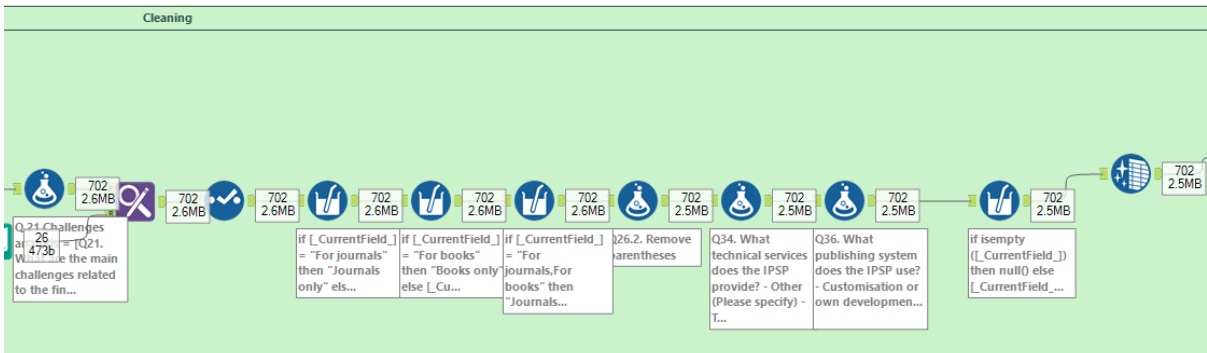 Cleaning
702
2.6MB
R
702
2.6MB
702
2.6MB
702
2.6MB
702
2.6MB
702
2.6MB
702
2.5MB
702
2.5MB
702
2.5MB
702
2.5MB
702
2.5MB
26
473b
Q.21 Challenges
= [Q21.
the main
challenges related
to the fin...
if [_CurrentField_]
= "For journals"
then "Journals
only" els...
if [_CurrentField_]
= "For books"
then "Books only"
else [_Cu...
if [_CurrentField_]
= "For
journals,For
books" then
"Journals...
Q26.2. Remove
parentheses
Q34. What
technical services
does the IPSP
provide? - Other
(Please specify) -
T...
Q36. What
publishing system
does the IPSP use?
- Customisation or
own developmen...
if isempty
([_CurrentField_])
then null() else
[_CurrentField_...